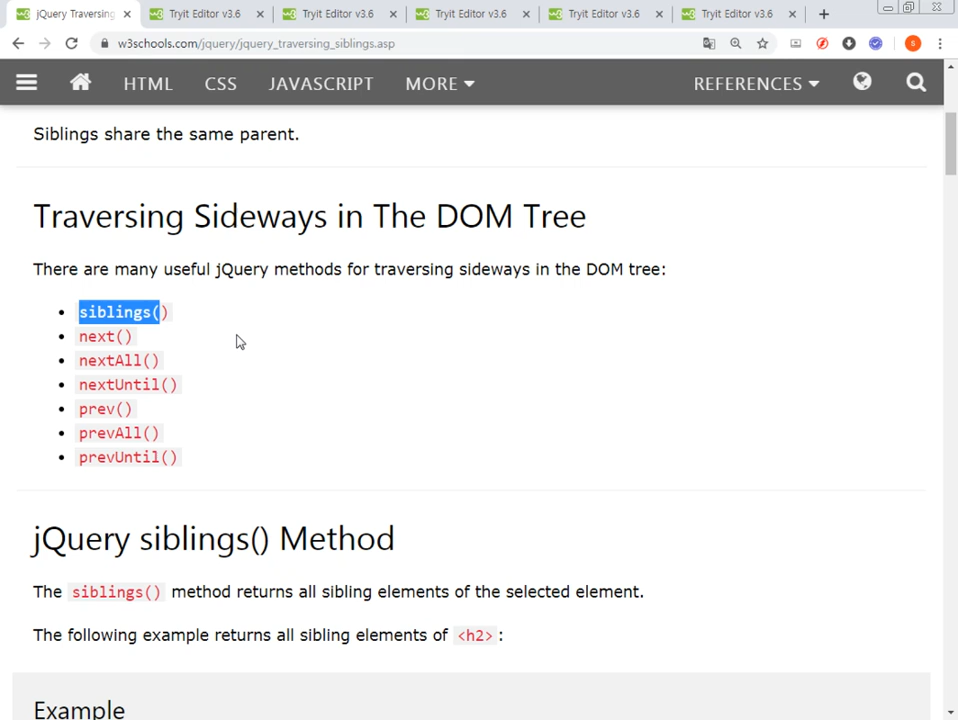 jQuery Traversing
Tryit Editor v3.6
Tryit Editor v3.6
Tryit Editor v3.6
Tryit Editor v3.6
Tryit Editor v3.6
w3schools.com/jquery/jquery_traversing_siblings.asp
S
HTML CSS JAVASCRIPT MORE REFERENCES
Siblings share the same parent.
Traversing Sideways in The DOM Tree
There are many useful jQuery methods for traversing sideways in the DOM tree:
• siblings()
• next()
• nextAll()
• nextUntil()
• prev()
• prevAll()
• prevUntil()
jQuery siblings() Method
The siblings() method returns all sibling elements of the selected element.
The following example returns all sibling elements of <h2>:
Example